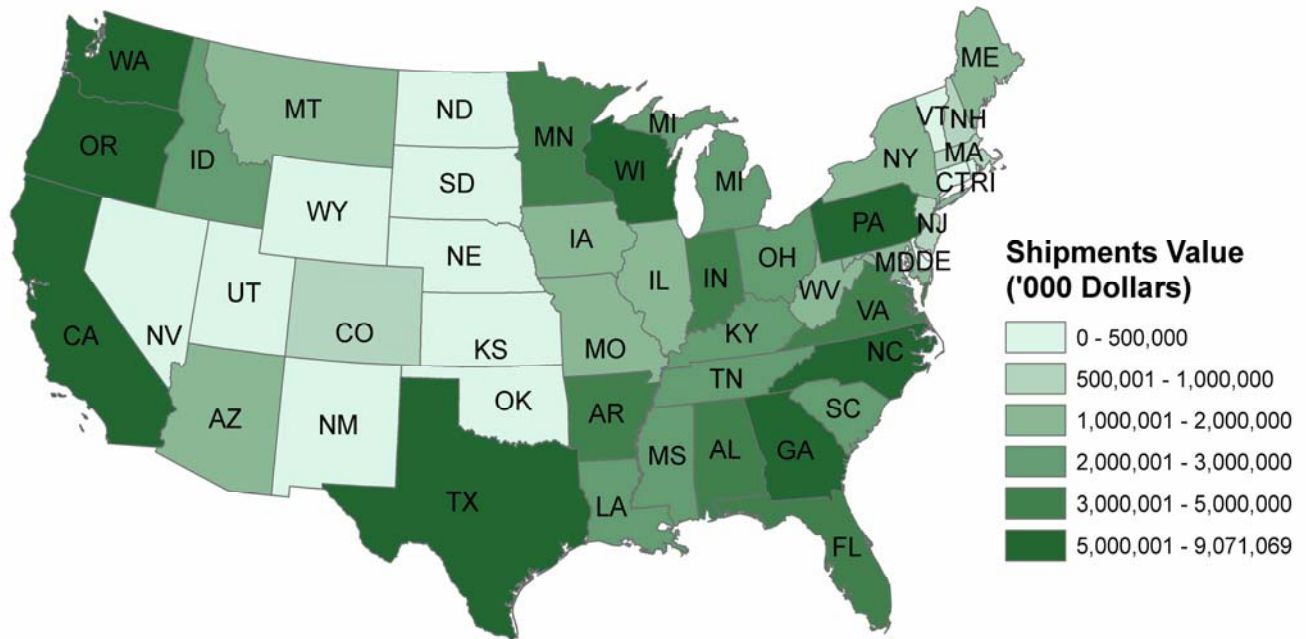 WA
MT
ME
ND
VT
NH
OR
ID
MN
MI
WI
NY
MA
SD
MI
CTRI
WY
PA
NJ
IA
NE
OH
MD
DE
IL
IN
UT
WV
CA
NV
CO
VA
KS
MO
KY
NC
TN
OK
AZ
NM
AR
SC
MS
AL
GA
TX
LA
FL
Shipments Value
('000 Dollars)
0 - 500,000
500,001 - 1,000,000
1,000,001 - 2,000,000
2,000,001 - 3,000,000
3,000,001 - 5,000,000
5,000,001 - 9,071,069